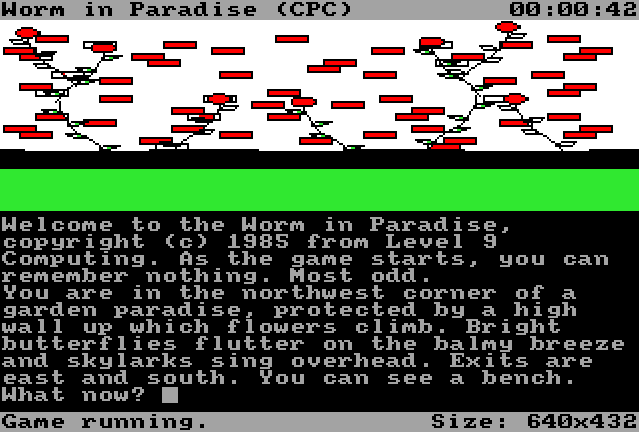 Worm in Paradise (CPC) 00:00:42
Welcome to the Worm in Paradise,
copyright (c) 1985 from Level 9
Computing. As the game starts, you can
remember nothing. Most odd.
You are in the northwest corner of a
garden paradise, protected by a high
wall up which flowers climb. Bright
butterflies flutter on the balmy breeze
and skylarks sing overhead. Exits are
east and south. You can see a bench.
What now?
Game running. Size: 640x432